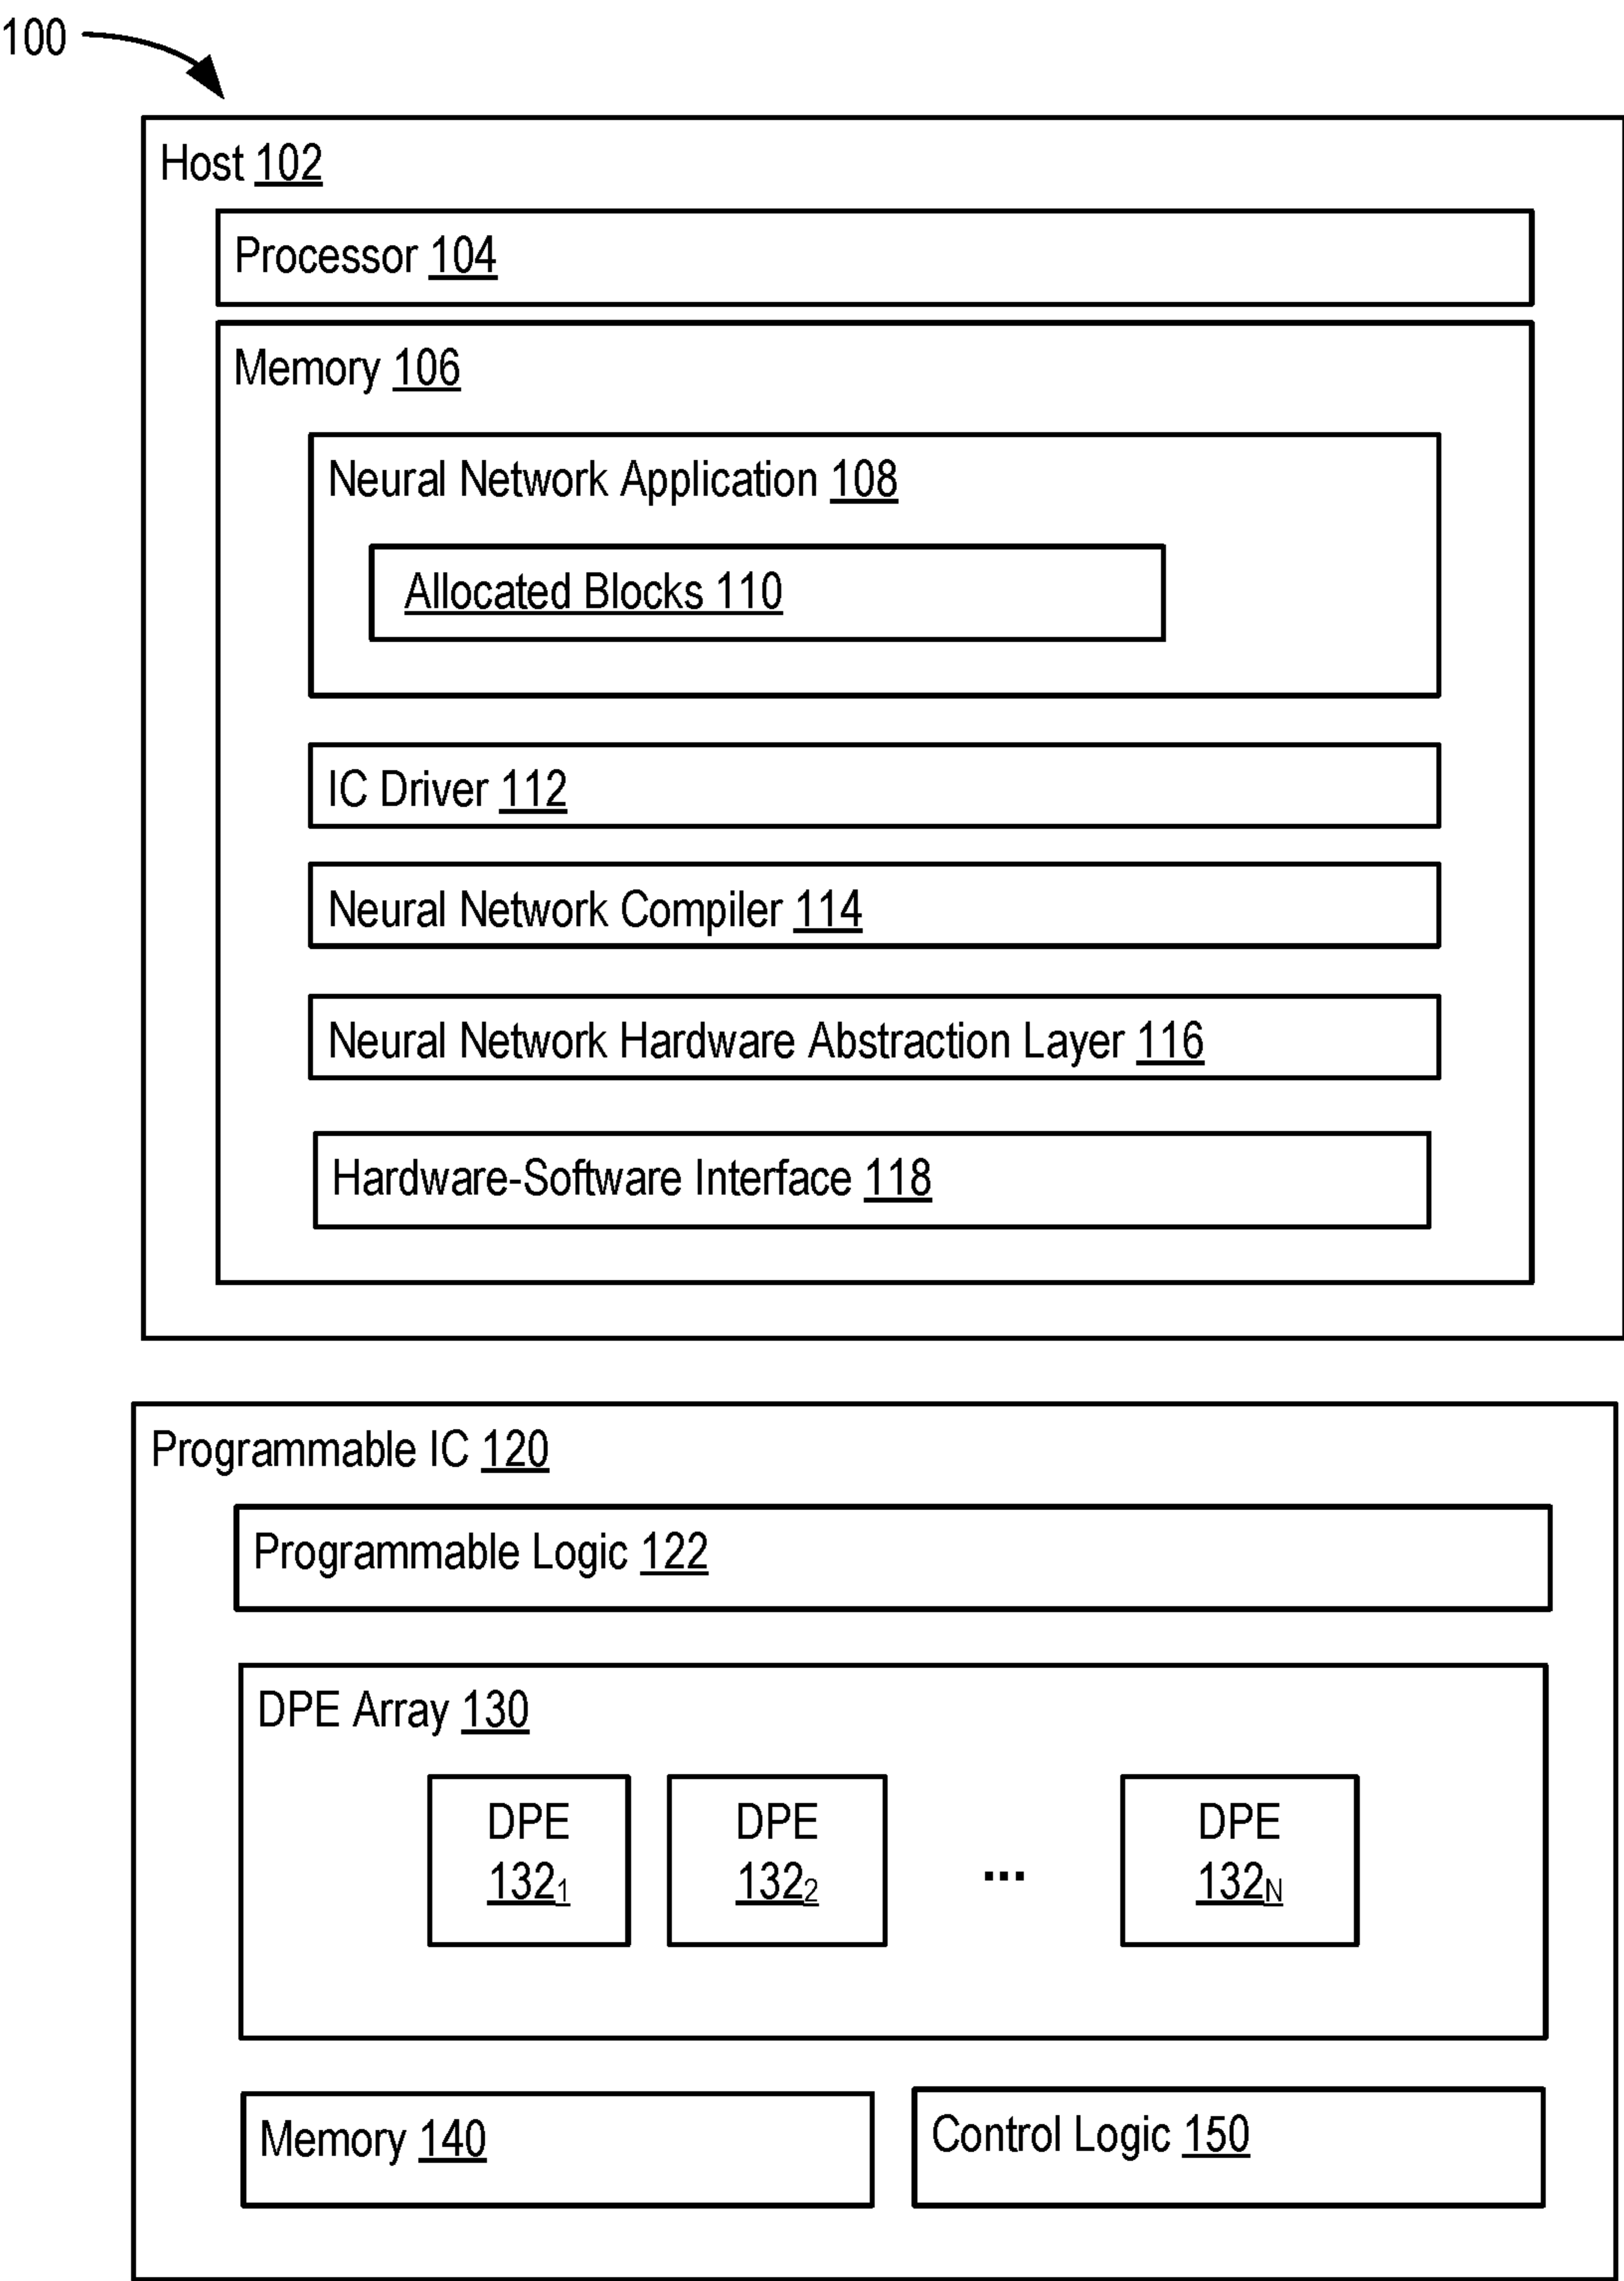 100
Host 102
Processor 104
Memory 106
Neural Network Application 108
Allocated Blocks 110
IC Driver 112
Neural Network Compiler 114
Neural Network Hardware Abstraction Layer 116
Hardware-Software Interface 118
Programmable IC 120
Programmable Logic 122
DPE Array 130
DPE
132₁
DPE
132₂
...
DPE
132N
Memory 140
Control Logic 150